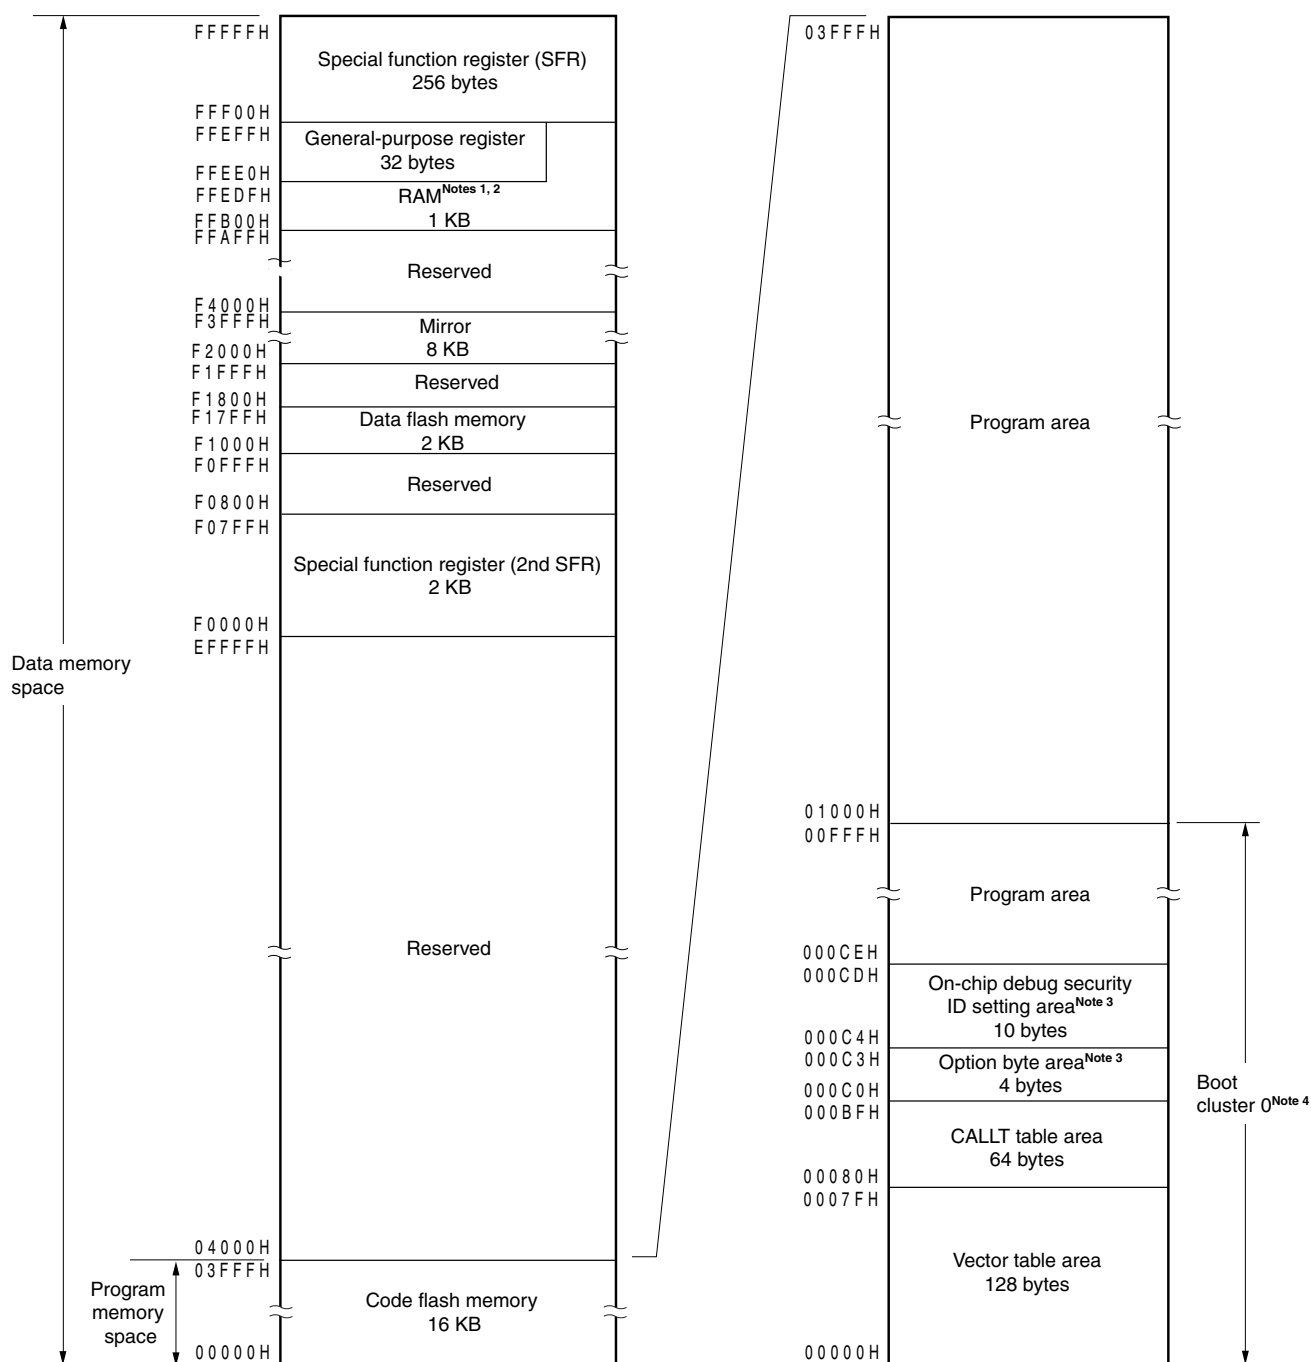 FFFFFH
Special function register (SFR)
256 bytes
FFF00H
FFEFFH
General-purpose register
32 bytes
FFEE0H
FFEDFH
RAMNotes 1, 2
1 KB
FFB00H
FFAFFH
Reserved
F4000H
F3FFFH
Mirror
8 KB
F2000H
F1FFFH
Reserved
F1800H
F17FFH
Data flash memory
2 KB
F1000H
F0FFFH
Reserved
F0800H
F07FFH
Special function register (2nd SFR)
2 KB
F0000H
EFFFFH
Data memory
space
Reserved
04000H
03FFFH
Program
memory
space
Code flash memory
16 KB
00000H
03FFFH
Program area
01000H
00FFFH
Program area
000CEH
000CDH
On-chip debug security
ID setting areaNote 3
10 bytes
000C4H
000C3H
Option byte areaNote 3
4 bytes
000C0H
000BFH
CALLT table area
64 bytes
00080H
0007FH
Vector table area
128 bytes
00000H
Boot
cluster 0Note 4